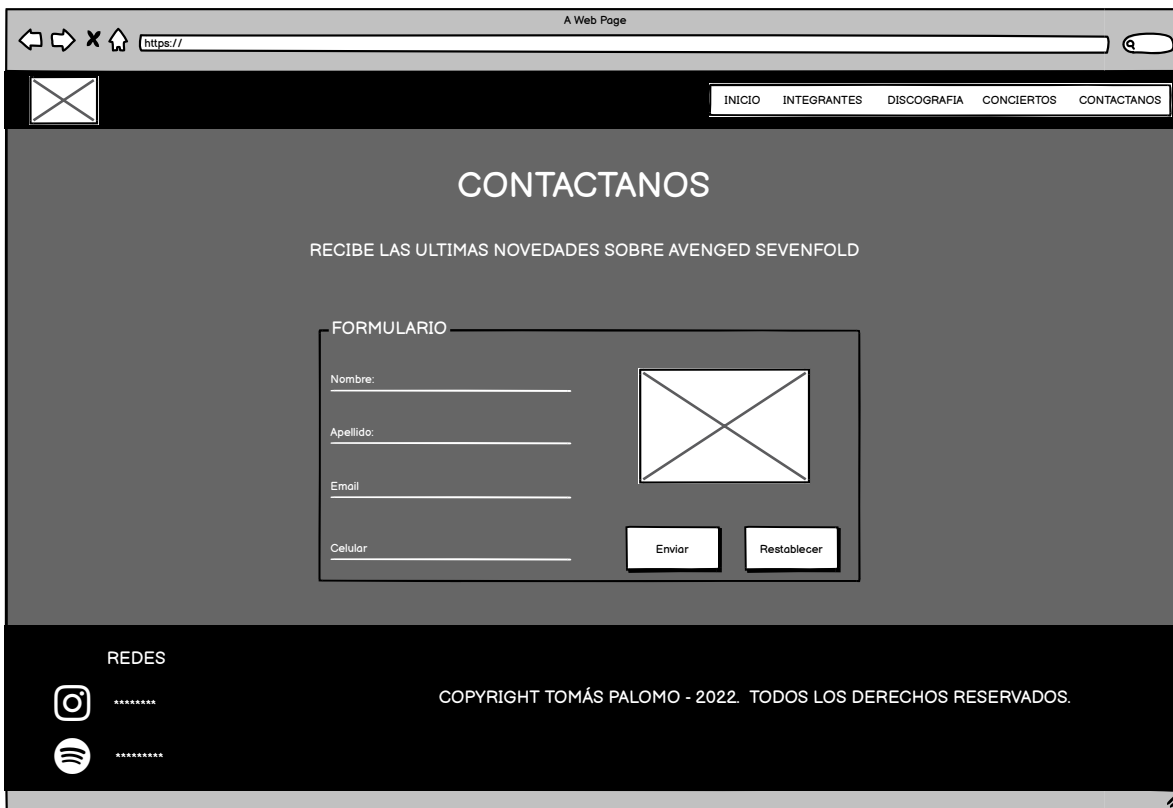 A Web Page
https://
INICIO INTEGRANTES DISCOGRAFIA CONCIERTOS CONTACTANOS
CONTACTANOS
RECIBE LAS ULTIMAS NOVEDADES SOBRE AVENGED SEVENFOLD
FORMULARIO
Nombre:
Apellido:
Email
Celular
Enviar Restablecer
REDES
********
COPYRIGHT TOMÁS PALOMO - 2022. TODOS LOS DERECHOS RESERVADOS.
*********